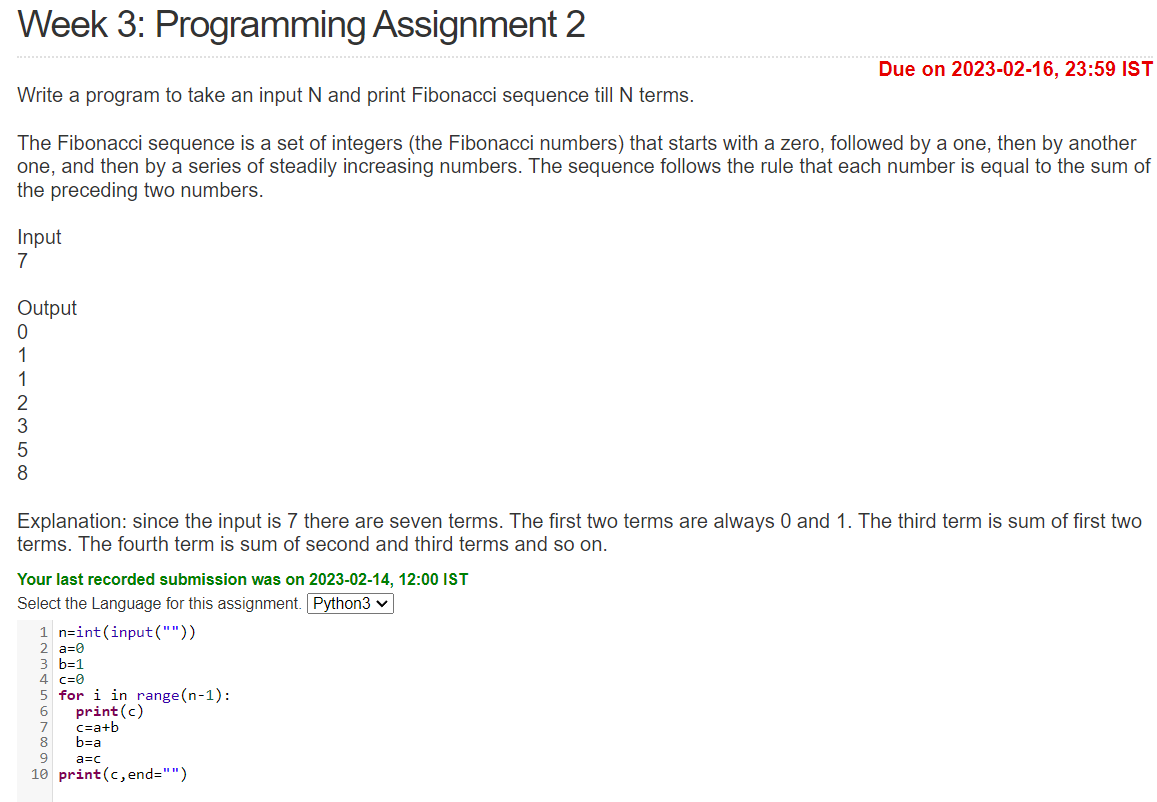 Week 3: Programming Assignment 2
Due on 2023-02-16, 23:59 IST
Write a program to take an input N and print Fibonacci sequence till N terms.
The Fibonacci sequence is a set of integers (the Fibonacci numbers) that starts with a zero, followed by a one, then by another
one, and then by a series of steadily increasing numbers. The sequence follows the rule that each number is equal to the sum of
the preceding two numbers.
Input
7
Output
0
1
1
2
3
5
8
Explanation: since the input is 7 there are seven terms. The first two terms are always 0 and 1. The third term is sum of first two
terms. The fourth term is sum of second and third terms and so on.
Your last recorded submission was on 2023-02-14, 12:00 IST
Select the Language for this assignment. Python3
1 n=int(input(""))
2 a=0
3 b=1
4 c=0
5 for i in range(n-1):
6   print(c)
7   c=a+b
8   b=a
9   a=c
10 print(c,end="")